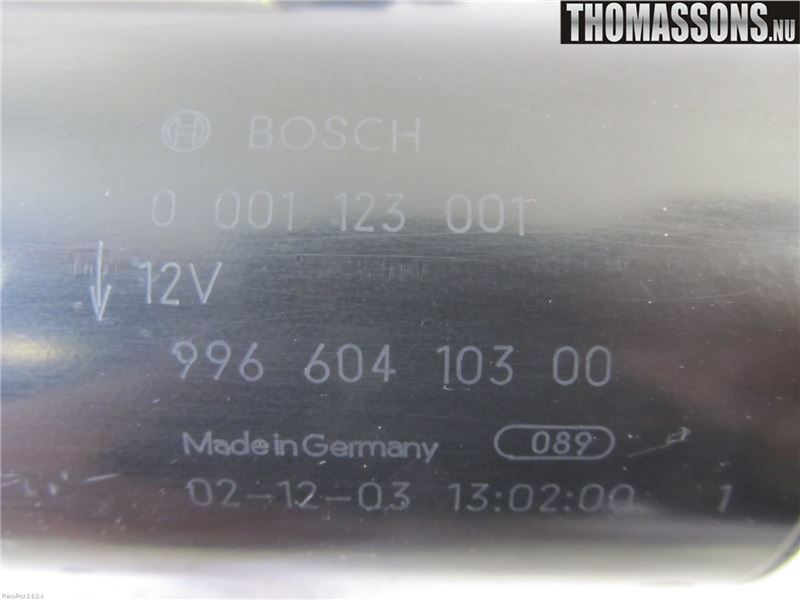 THOMASSONS.NU
BOSCH
0 001 123 001
12V
996 604 103 00
Made in Germany 089
02-12-03 13:02:00 1